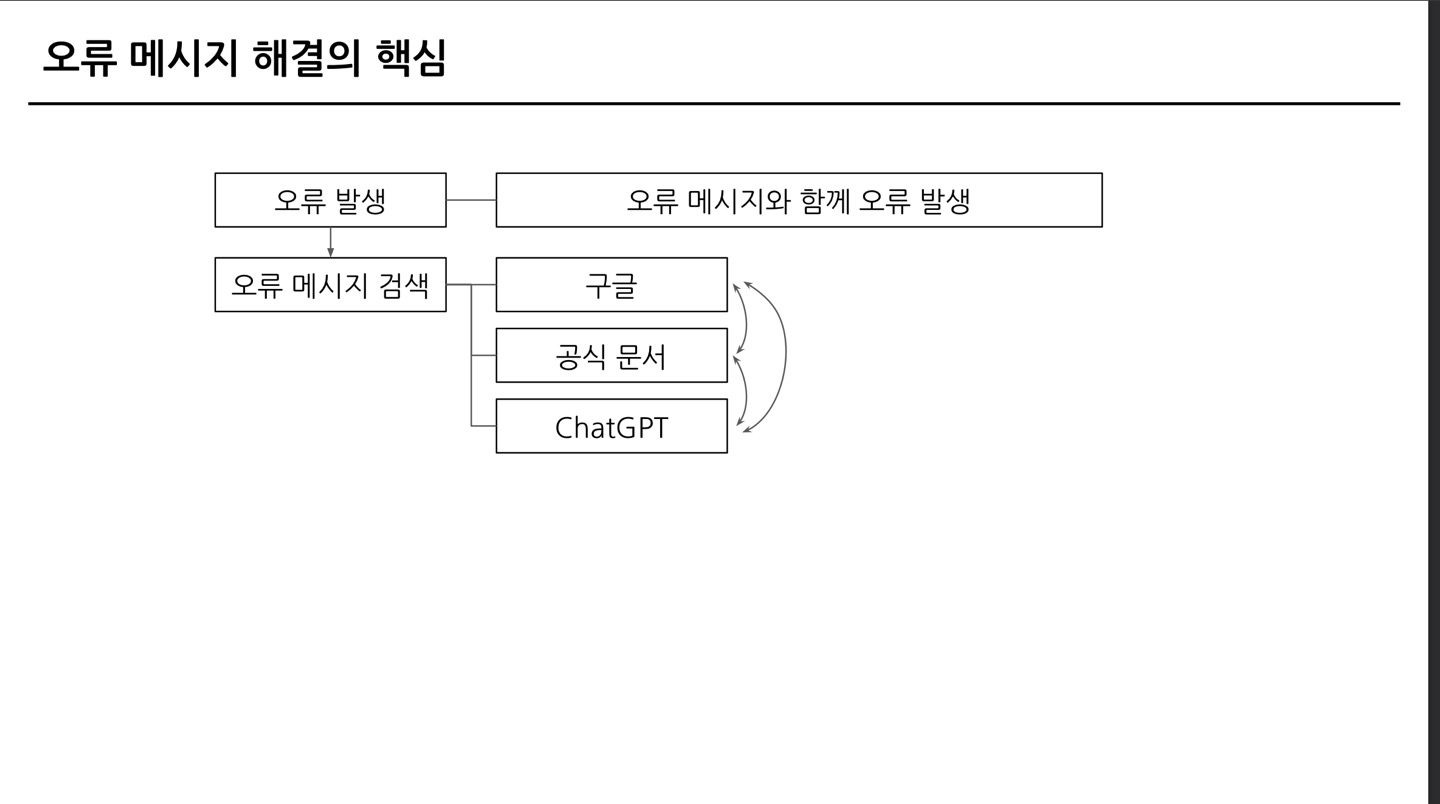 오류 메시지 해결의 핵심
오류 발생
오류 메시지와 함께 오류 발생
오류 메시지 검색
구글
공식 문서
ChatGPT